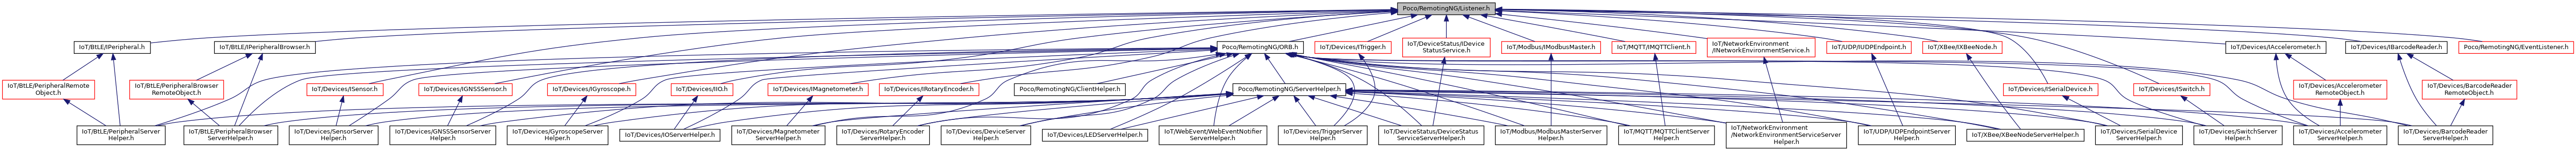 Poco/RemotingNG/Listener.h
IoT/BtLE/IPeripheral.h
IoT/BtLE/IPeripheralBrowser.h
Poco/RemotingNG/ORB.h
IoT/Devices/ITrigger.h
IoT/DeviceStatus/IDevice
StatusService.h
IoT/Modbus/IModbusMaster.h
IoT/MQTT/IMQTTClient.h
IoT/NetworkEnvironment
/INetworkEnvironmentService.h
IoT/UDP/IUDPEndpoint.h
IoT/XBee/IXBeeNode.h
IoT/Devices/IAccelerometer.h
IoT/Devices/IBarcodeReader.h
Poco/RemotingNG/EventListener.h
IoT/BtLE/PeripheralRemote
Object.h
IoT/BtLE/PeripheralBrowser
RemoteObject.h
IoT/Devices/ISensor.h
IoT/Devices/IGNSSSensor.h
IoT/Devices/IGyroscope.h
IoT/Devices/IIO.h
IoT/Devices/IMagnetometer.h
IoT/Devices/IRotaryEncoder.h
Poco/RemotingNG/ClientHelper.h
Poco/RemotingNG/ServerHelper.h
IoT/Devices/ISerialDevice.h
IoT/Devices/ISwitch.h
IoT/Devices/Accelerometer
RemoteObject.h
IoT/Devices/BarcodeReader
RemoteObject.h
IoT/BtLE/PeripheralServer
Helper.h
IoT/BtLE/PeripheralBrowser
ServerHelper.h
IoT/Devices/SensorServer
Helper.h
IoT/Devices/GNSSSensorServer
Helper.h
IoT/Devices/GyroscopeServer
Helper.h
IoT/Devices/IOServerHelper.h
IoT/Devices/Magnetometer
ServerHelper.h
IoT/Devices/RotaryEncoder
ServerHelper.h
IoT/Devices/DeviceServer
Helper.h
IoT/Devices/LEDServerHelper.h
IoT/WebEvent/WebEventNotifier
ServerHelper.h
IoT/Devices/TriggerServer
Helper.h
IoT/DeviceStatus/DeviceStatus
ServiceServerHelper.h
IoT/Modbus/ModbusMasterServer
Helper.h
IoT/MQTT/MQTTClientServer
Helper.h
IoT/NetworkEnvironment
/NetworkEnvironmentServiceServer
Helper.h
IoT/UDP/UDPEndpointServer
Helper.h
IoT/XBee/XBeeNodeServerHelper.h
IoT/Devices/SerialDevice
ServerHelper.h
IoT/Devices/SwitchServer
Helper.h
IoT/Devices/Accelerometer
ServerHelper.h
IoT/Devices/BarcodeReader
ServerHelper.h